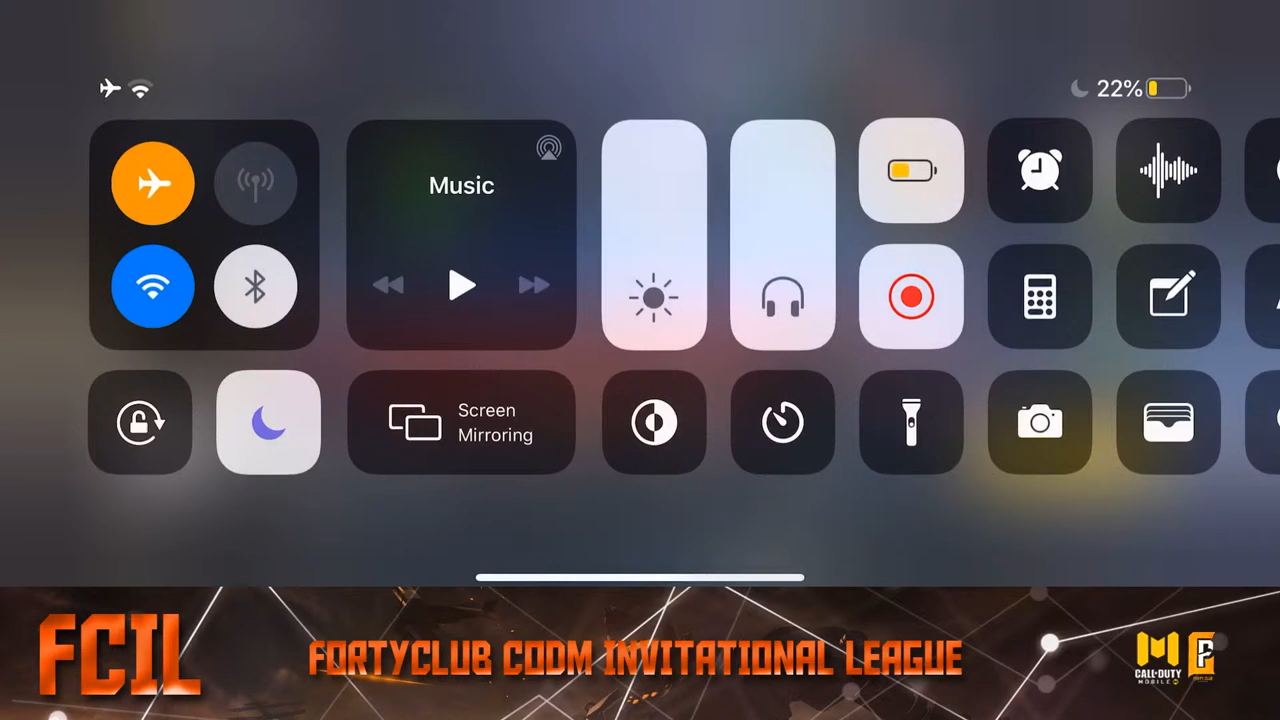 22%
Music
Screen
Mirroring
FCIL
FORTYCLUB CODM INVITATIONAL LEAGUE
CALL·DUTY
MOBILE